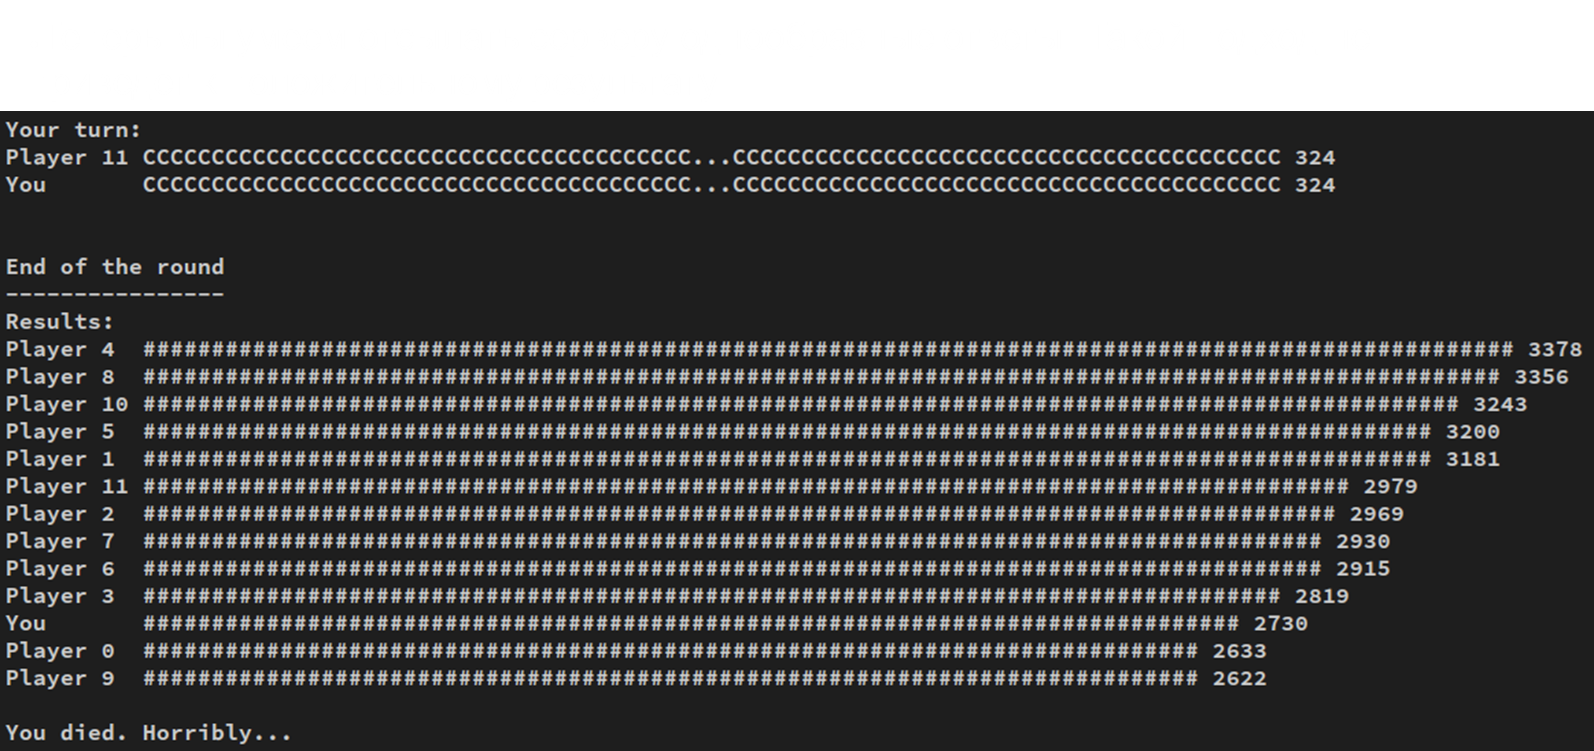 Your turn:
Player 11 CCCCCCCCCCCCCCCCCCCCCCCCCCCCCCCCCCCCCCCC...CCCCCCCCCCCCCCCCCCCCCCCCCCCCCCCCCCCCCCCC 324
You       CCCCCCCCCCCCCCCCCCCCCCCCCCCCCCCCCCCCCCCC...CCCCCCCCCCCCCCCCCCCCCCCCCCCCCCCCCCCCCCCC 324
End of the round
----------------
Results:
Player 4  #################################################################################################### 3378
Player 8  ################################################################################################### 3356
Player 10 ################################################################################################ 3243
Player 5  ############################################################################################## 3200
Player 1  ############################################################################################## 3181
Player 11 ######################################################################################## 2979
Player 2  ####################################################################################### 2969
Player 7  ###################################################################################### 2930
Player 6  ###################################################################################### 2915
Player 3  ################################################################################### 2819
You       ################################################################################ 2730
Player 0  ############################################################################# 2633
Player 9  ############################################################################# 2622
You died. Horribly...